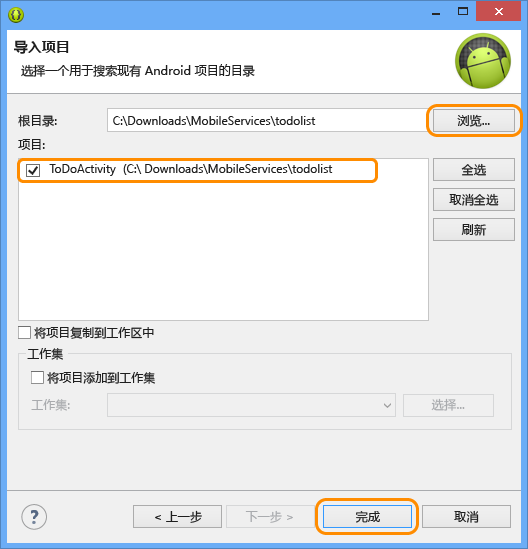 导入项目
选择一个用于搜索现有 Android 项目的目录
根目录: C:\Downloads\MobileServices\todolist 浏览...
项目:
ToDoActivity (C:\ Downloads\MobileServices\todolist 全选
取消全选
刷新
将项目复制到工作区中
工作集
将项目添加到工作集
工作集: 选择...
? < 上一步 下一步 > 完成 取消